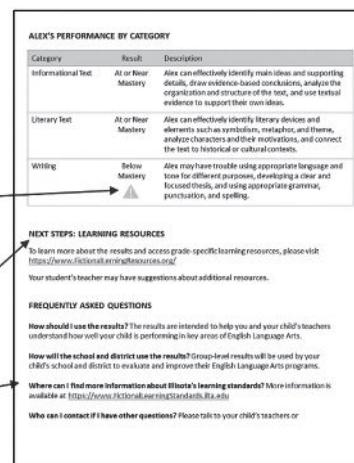 ALEX'S PERFORMANCE BY CATEGORY
Category Result Description
Informational Text At or Near Alex can effectively identify main ideas and supporting
Mastery details, draw evidence-based conclusions, analyze the
organization and structure of the text, and use textual
evidence to support their own ideas.
Literary Text At or Near Alex can effectively identify literary devices and
Mastery elements such as symbolism, metaphor, and theme,
analyze characters and their motivations, and connect
the text to historical or cultural contexts.
Writing Below Alex may have trouble using appropriate language and
Mastery tone for different purposes, developing a clear and
focused thesis, and using appropriate grammar,
punctuation, and spelling.
NEXT STEPS: LEARNING RESOURCES
To learn more about the results and access grade-specific learning resources, please visit
https://www.FictionalLerningResources.org/
Your student's teacher may have suggestions about additional resources.
FREQUENTLY ASKED QUESTIONS
How should I use the results? The results are intended to help you and your child's teachers
understand how well your child is performing in key areas of English Language Arts.
How will the school and district use the results? Group-level results will be used by your
child's school and district to evaluate and improve their English Language Arts programs.
Where can I find more information about Illsota's learning standards? More information is
available at https://www.FictionalLearningStandards.ilta.edu
Who can I contact if I have other questions? Please talk to your child's teachers or